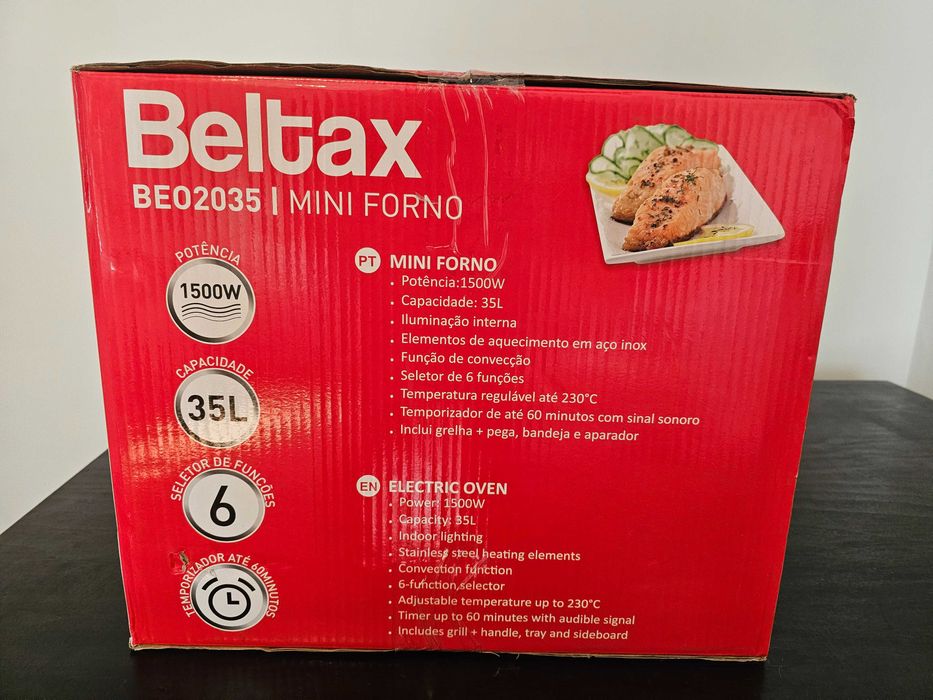 Beltax
BEO2035 | MINI FORNO
POTÊNCIA
1500W
CAPACIDADE
35L
SELETOR DE FUNÇÕES
6
TEMPORIZADOR ATÉ 60MINUTOS
PT MINI FORNO
• Potência:1500W
• Capacidade: 35L
• Iluminação interna
• Elementos de aquecimento em aço inox
• Função de convecção
• Seletor de 6 funções
• Temperatura regulável até 230°C
• Temporizador de até 60 minutos com sinal sonoro
• Inclui grelha + pega, bandeja e aparador
EN ELECTRIC OVEN
• Power: 1500W
• Capacity: 35L
• Indoor lighting
• Stainless steel heating elements
• Convection function
• 6-function selector
• Adjustable temperature up to 230°C
• Timer up to 60 minutes with audible signal
• Includes grill + handle, tray and sideboard